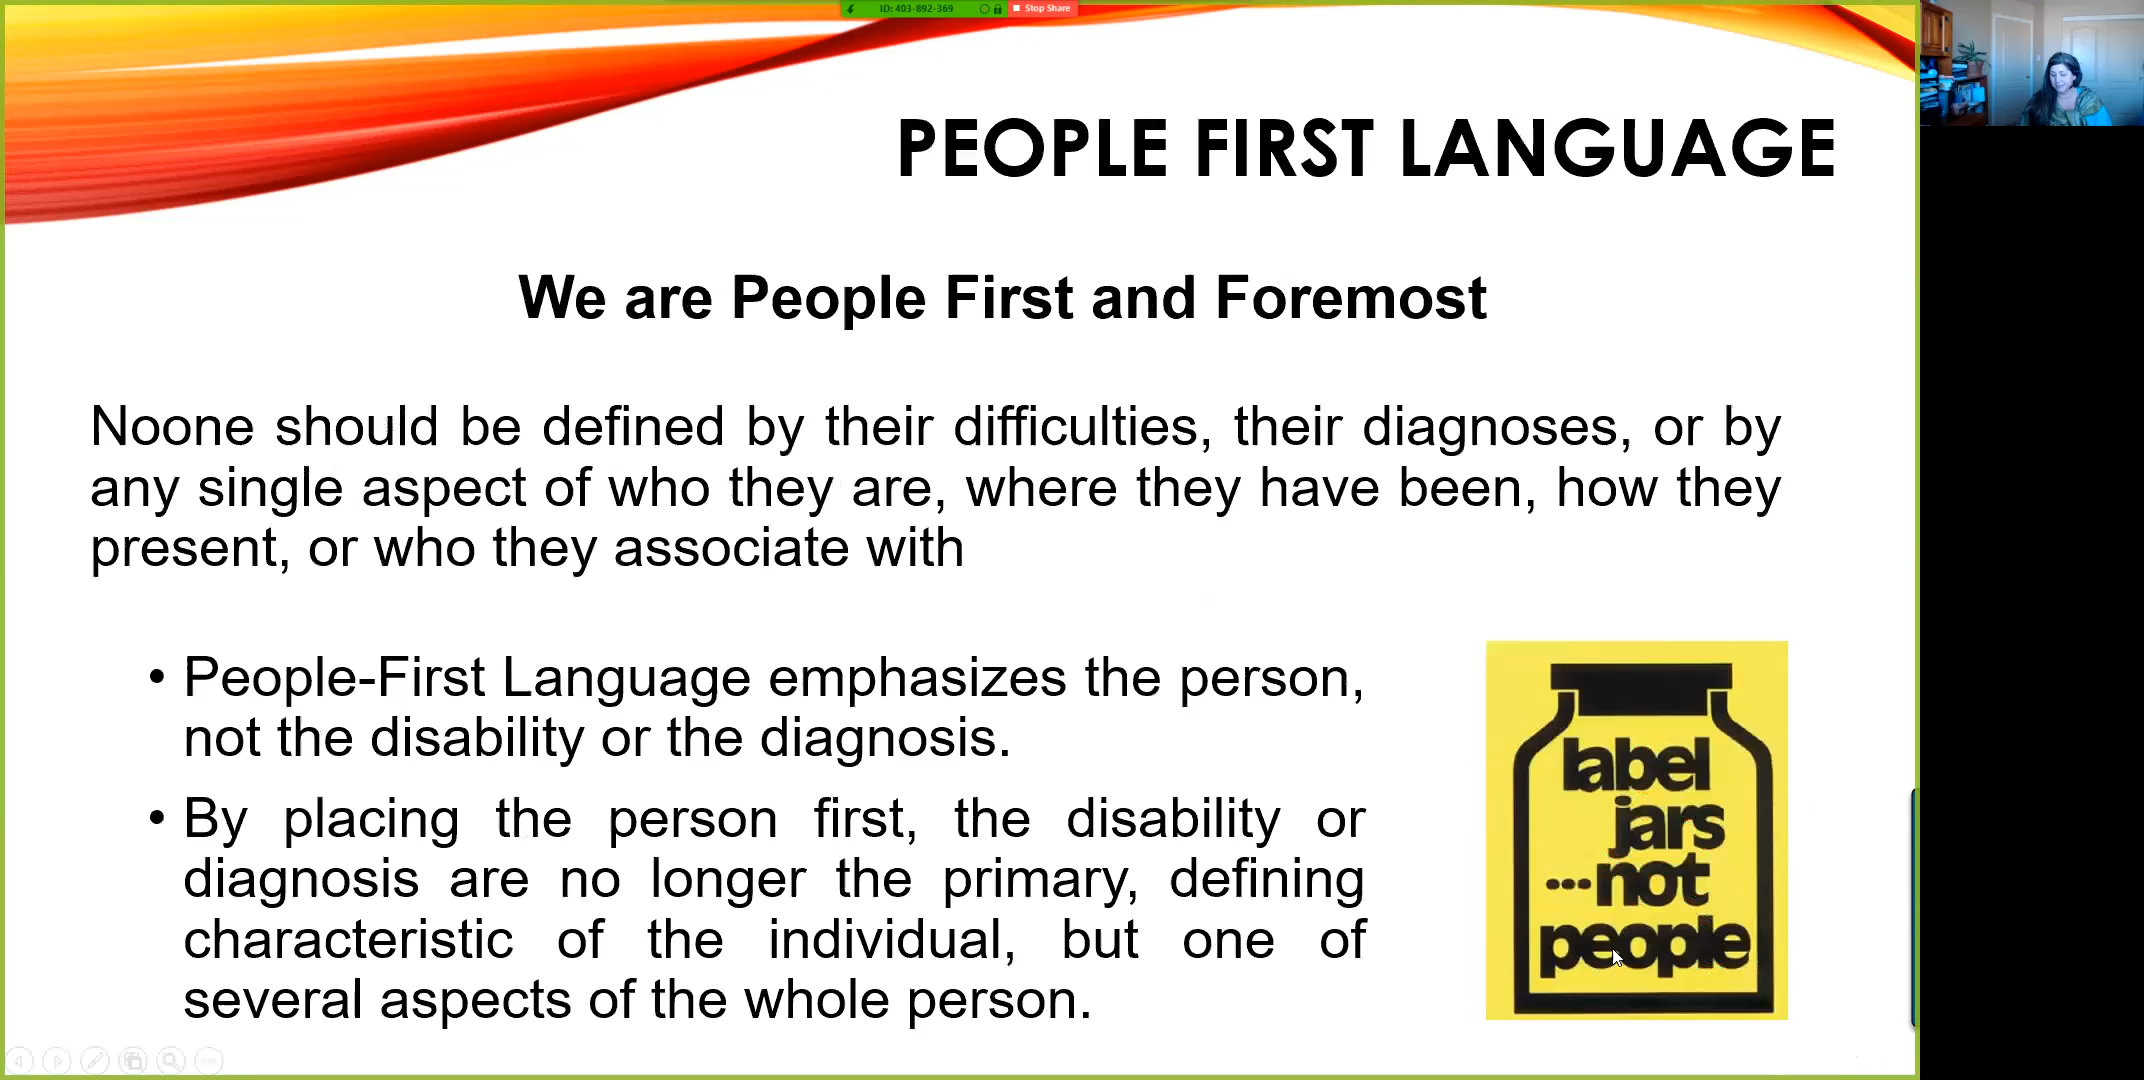 ID: 403-892-369
Stop Share
PEOPLE FIRST LANGUAGE
We are People First and Foremost
Noone should be defined by their difficulties, their diagnoses, or by
any single aspect of who they are, where they have been, how they
present, or who they associate with
• People-First Language emphasizes the person,
not the disability or the diagnosis.
• By placing the person first, the disability or
diagnosis are no longer the primary, defining
characteristic of the individual, but one of
several aspects of the whole person.
label
jars
...not
people